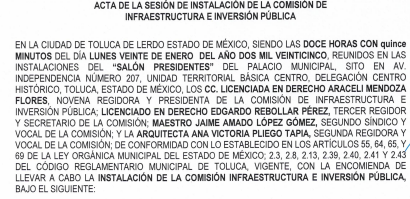 ACTA DE LA SESIÓN DE INSTALACIÓN DE LA COMISIÓN DE
INFRAESTRUCTURA E INVERSIÓN PÚBLICA
EN LA CIUDAD DE TOLUCA DE LERDO ESTADO DE MÉXICO, SIENDO LAS DOCE HORAS CON quince
MINUTOS DEL DÍA LUNES VEINTE DE ENERO DEL AÑO DOS MIL VEINTICINCO, REUNIDOS EN LAS
INSTALACIONES DEL "SALÓN PRESIDENTES" DEL PALACIO MUNICIPAL, SITO EN AV.
INDEPENDENCIA NÚMERO 207, UNIDAD TERRITORIAL BÁSICA CENTRO, DELEGACIÓN CENTRO
HISTÓRICO, TOLUCA, ESTADO DE MÉXICO, LOS CC. LICENCIADA EN DERECHO ARACELI MENDOZA
FLORES, NOVENA REGIDORA Y PRESIDENTA DE LA COMISIÓN DE INFRAESTRUCTURA E
INVERSIÓN PÚBLICA; LICENCIADO EN DERECHO EDGARDO REBOLLAR PÉREZ, TERCER REGIDOR
Y SECRETARIO DE LA COMISIÓN; MAESTRO JAIME AMADO LÓPEZ GÓMEZ, SEGUNDO SÍNDICO Y
VOCAL DE LA COMISIÓN; Y LA ARQUITECTA ANA VICTORIA PLIEGO TAPIA, SEGUNDA REGIDORA Y
VOCAL DE LA COMISIÓN; DE CONFORMIDAD CON LO ESTABLECIDO EN LOS ARTÍCULOS 55, 64, 65, Y
69 DE LA LEY ORGÁNICA MUNICIPAL DEL ESTADO DE MÉXICO; 2.3, 2.8, 2.13, 2.39, 2.40, 2.41 Y 2.43
DEL CÓDIGO REGLAMENTARIO MUNICIPAL DE TOLUCA, VIGENTE, CON LA ENCOMIENDA DE
LLEVAR A CABO LA INSTALACIÓN DE LA COMISIÓN INFRAESTRUCTURA E INVERSIÓN PÚBLICA,
BAJO EL SIGUIENTE: